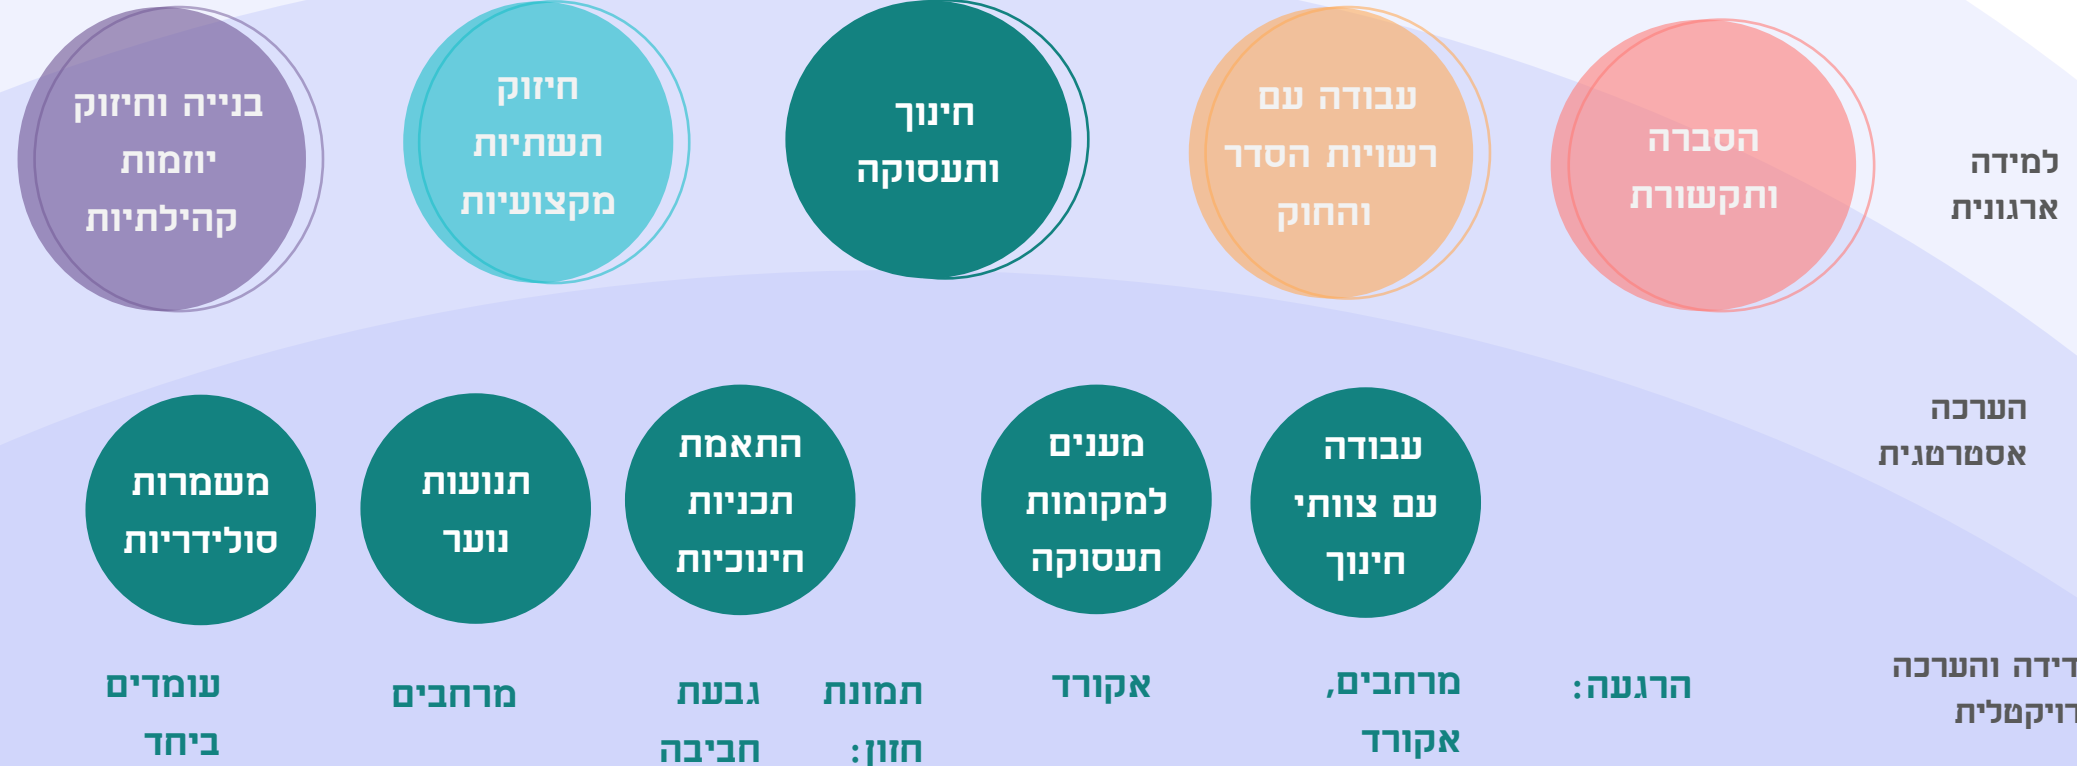 למידה
ארגונית
הסברה
ותקשורת
עבודה עם
רשויות הסדר
והחוק
חינוך
ותעסוקה
חיזוק
תשתיות
מקצועיות
בנייה וחיזוק
יוזמות
קהילתיות
הערכה
אסטרטגית
עבודה
עם צוותי
חינוך
מענים
למקומות
תעסוקה
התאמת
תכניות
חינוכיות
תנועות
נוער
משמרות
סולידריות
והערכה
הרגעה:
מרחבים,
אקורד
אקורד
תמונת
חזון:
גבעת
חביבה
מרחבים
עומדים
ביחד